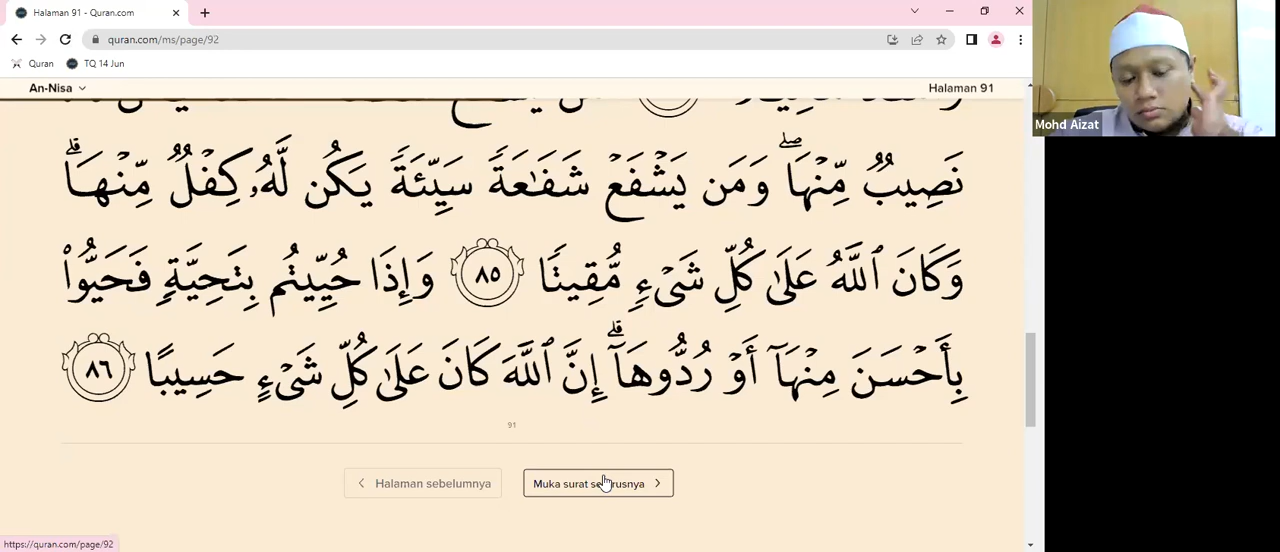 Halaman 91 - Quran.com
quran.com/ms/page/92
Quran
TQ 14 Jun
An-Nisa
Halaman 91
Mohd Aizat
نَصِيبٌ مِّنْهَا ۖ وَمَن يَشْفَعْ شَفَـٰعَةً سَيِّئَةً يَكُن لَّهُۥ كِفْلٌ مِّنْهَا ۗ
وَكَانَ ٱللَّهُ عَلَىٰ كُلِّ شَىْءٍ مُّقِيتًا ٨٥ وَإِذَا حُيِّيتُم بِتَحِيَّةٍ فَحَيُّوا۟
بِأَحْسَنَ مِنْهَآ أَوْ رُدُّوهَآ ۗ إِنَّ ٱللَّهَ كَانَ عَلَىٰ كُلِّ شَىْءٍ حَسِيبًا ٨٦
91
Halaman sebelumnya
Muka surat seterusnya
https://quran.com/page/92